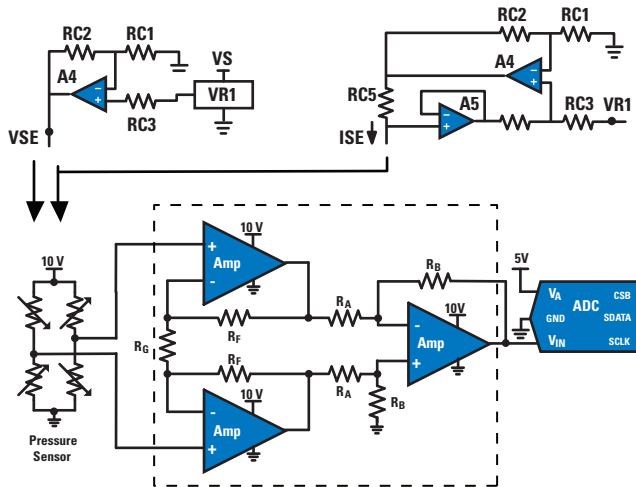 RC2 RC1
A4
-
+
VS
VR1
RC3
VSE
RC2 RC1
A4
-
+
RC5
A5
-
+
RC3 VR1
ISE
10 V
+
Amp
-
10 V
RB
5V
RF
RA
10V
-
Amp
+
VA ADC CSB
GND SDATA
VIN SCLK
RG
RF
RA
RB
10 V
-
Amp
+
Pressure
Sensor